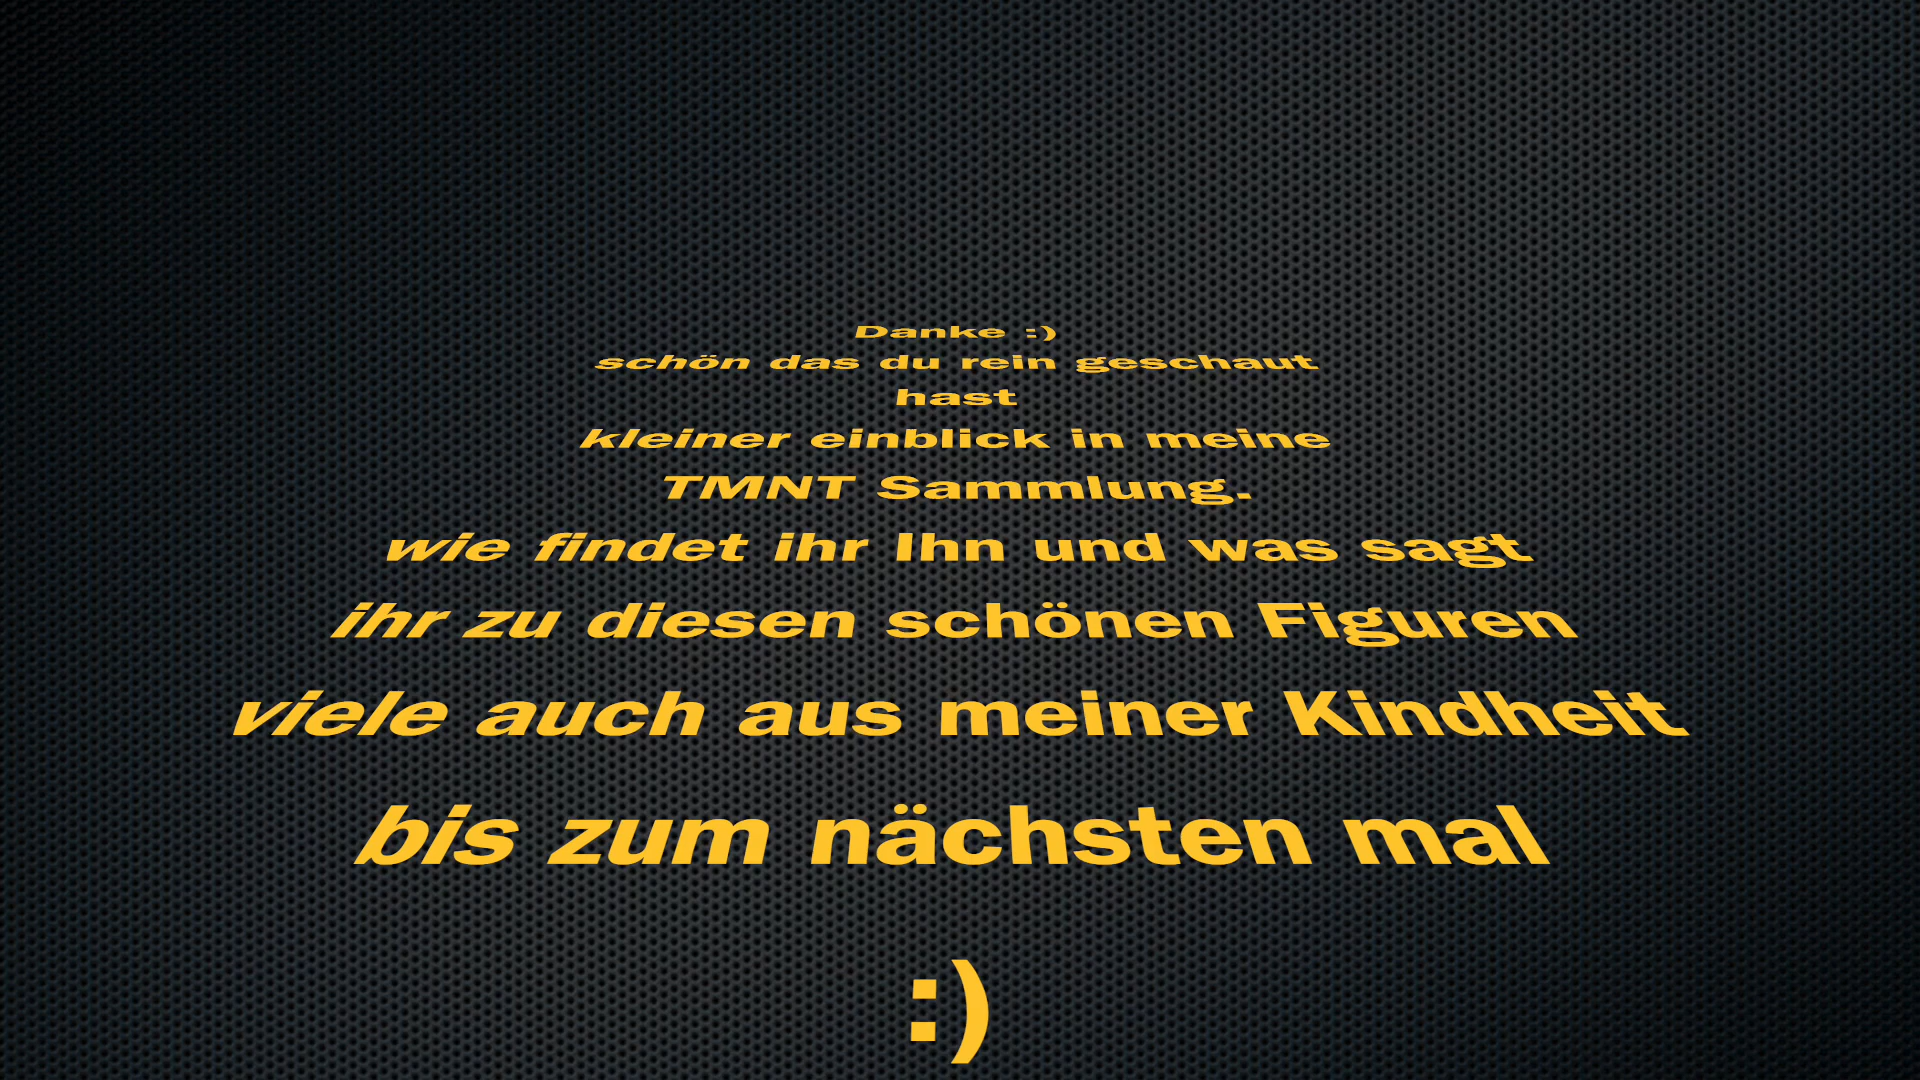 Danke :)
schön das du rein geschaut
hast
kleiner einblick in meine
TMNT Sammlung.
wie findet ihr Ihn und was sagt
ihr zu diesen schönen Figuren
viele auch aus meiner Kindheit
bis zum nächsten mal
:)